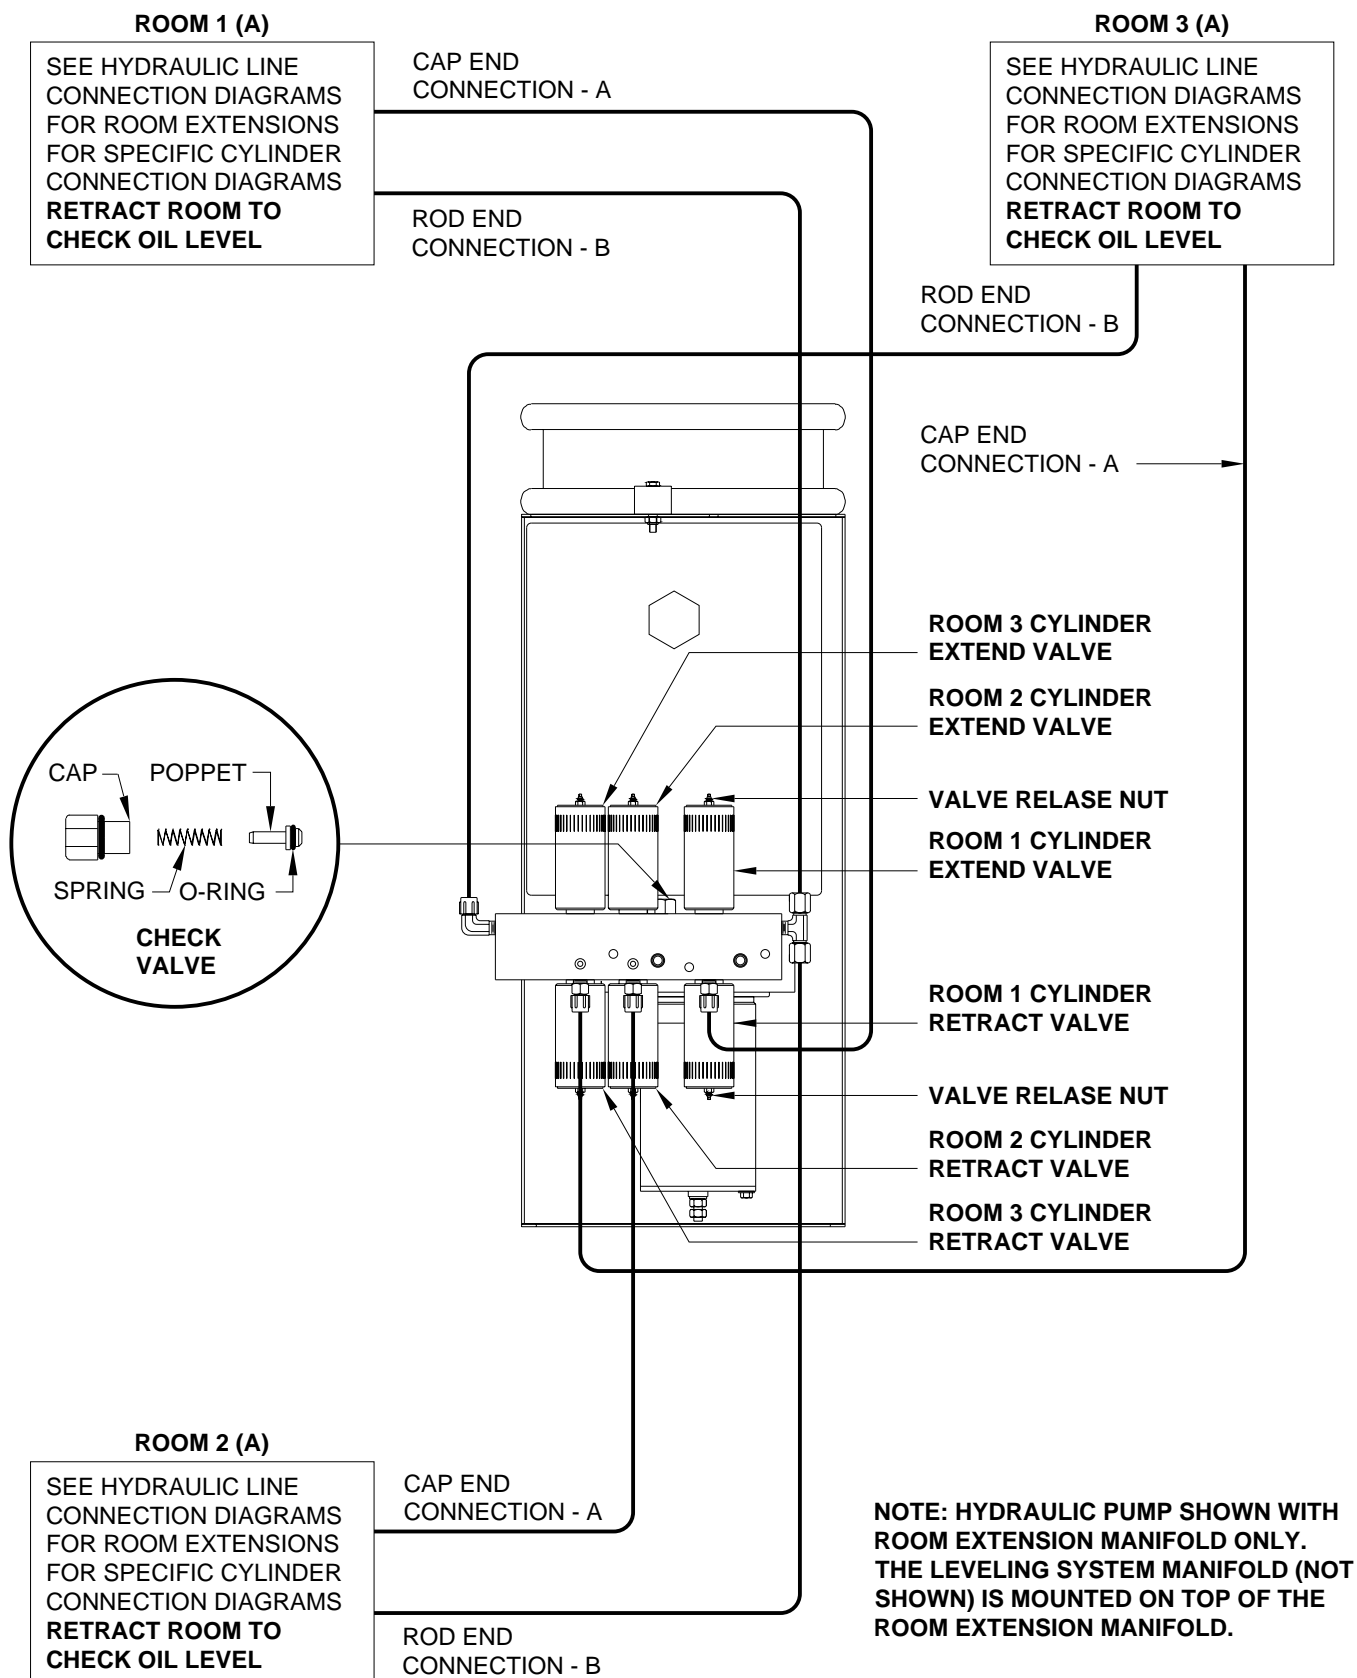 ROOM 1 (A)
SEE HYDRAULIC LINE
CONNECTION DIAGRAMS
FOR ROOM EXTENSIONS
FOR SPECIFIC CYLINDER
CONNECTION DIAGRAMS
RETRACT ROOM TO
CHECK OIL LEVEL
CAP END
CONNECTION - A
ROD END
CONNECTION - B
ROOM 3 (A)
SEE HYDRAULIC LINE
CONNECTION DIAGRAMS
FOR ROOM EXTENSIONS
FOR SPECIFIC CYLINDER
CONNECTION DIAGRAMS
RETRACT ROOM TO
CHECK OIL LEVEL
ROD END
CONNECTION - B
CAP END
CONNECTION - A
ROOM 3 CYLINDER
EXTEND VALVE
ROOM 2 CYLINDER
EXTEND VALVE
VALVE RELASE NUT
ROOM 1 CYLINDER
EXTEND VALVE
CAP
POPPET
SPRING
O-RING
CHECK
VALVE
ROOM 1 CYLINDER
RETRACT VALVE
VALVE RELASE NUT
ROOM 2 CYLINDER
RETRACT VALVE
ROOM 3 CYLINDER
RETRACT VALVE
ROOM 2 (A)
SEE HYDRAULIC LINE
CONNECTION DIAGRAMS
FOR ROOM EXTENSIONS
FOR SPECIFIC CYLINDER
CONNECTION DIAGRAMS
RETRACT ROOM TO
CHECK OIL LEVEL
CAP END
CONNECTION - A
ROD END
CONNECTION - B
NOTE: HYDRAULIC PUMP SHOWN WITH
ROOM EXTENSION MANIFOLD ONLY.
THE LEVELING SYSTEM MANIFOLD (NOT
SHOWN) IS MOUNTED ON TOP OF THE
ROOM EXTENSION MANIFOLD.